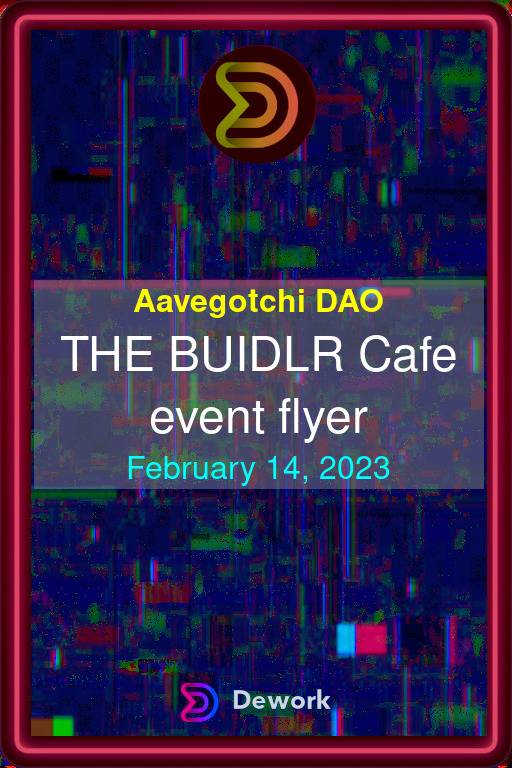 Aavegotchi DAO
THE BUIDLR Cafe
event flyer
February 14, 2023
Dework